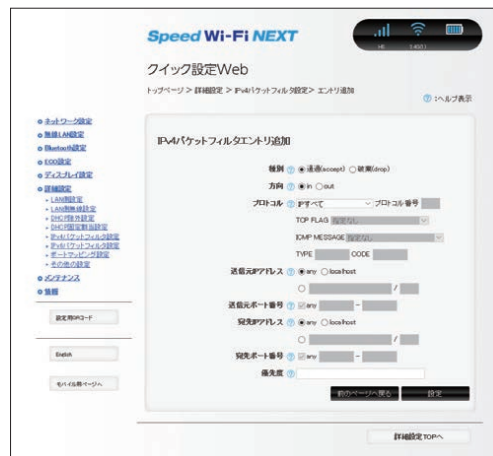 Speed Wi-Fi NEXT
クイック設定Web
トップページ > 詳細設定 > IPv4パケットフィルタ設定 > エントリ追加
?:ヘルプ表示
ネットワーク設定
無線LAN設定
Bluetooth設定
ECO設定
ディスプレイ設定
詳細設定
- LAN側設定
- LAN側無線設定
- DHCP除外設定
- DHCP固定割当設定
- IPv4パケットフィルタ設定
- IPv6パケットフィルタ設定
- ポートマッピング設定
- その他の設定
メンテナンス
情報
設定用QRコード
English
モバイル用ページへ
IPv4パケットフィルタエントリ追加
種別 ? 通過(accept) 破棄(drop)
方向 ? in out
プロトコル ? IPすべて プロトコル番号
TCP FLAG 指定なし
ICMP MESSAGE 指定なし
TYPE CODE
送信元IPアドレス ? any localhost
/
送信元ポート番号 ? any -
宛先IPアドレス ? any localhost
/
宛先ポート番号 ? any -
優先度 ?
前のページへ戻る 設定
詳細設定TOPへ